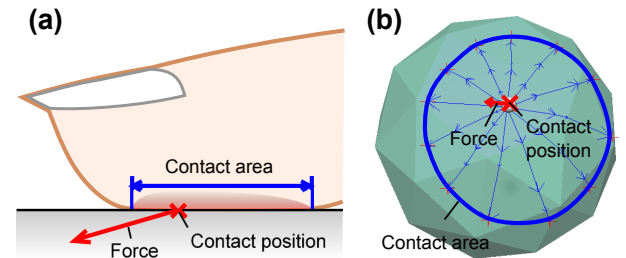 (a)
Contact area
Force
Contact position
(b)
Force
Contact
position
Contact area